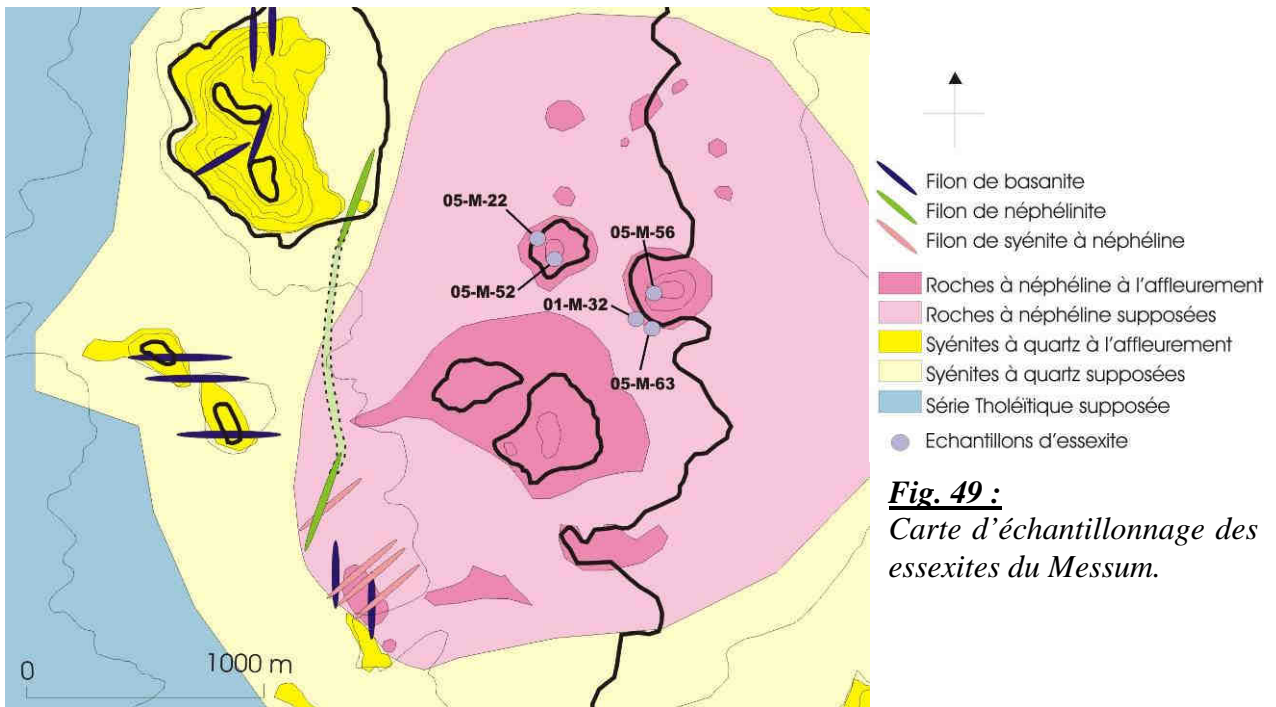 05-M-22
05-M-56
05-M-52
01-M-32
05-M-63
0
1000 m
Filon de basanite
Filon de néphélinite
Filon de syénite à néphéline
Roches à néphéline à l'affleurement
Roches à néphéline supposées
Syénites à quartz à l'affleurement
Syénites à quartz supposées
Série Tholéïtique supposée
Echantillons d'essexite
Fig. 49 :
Carte d'échantillonnage des
essexites du Messum.